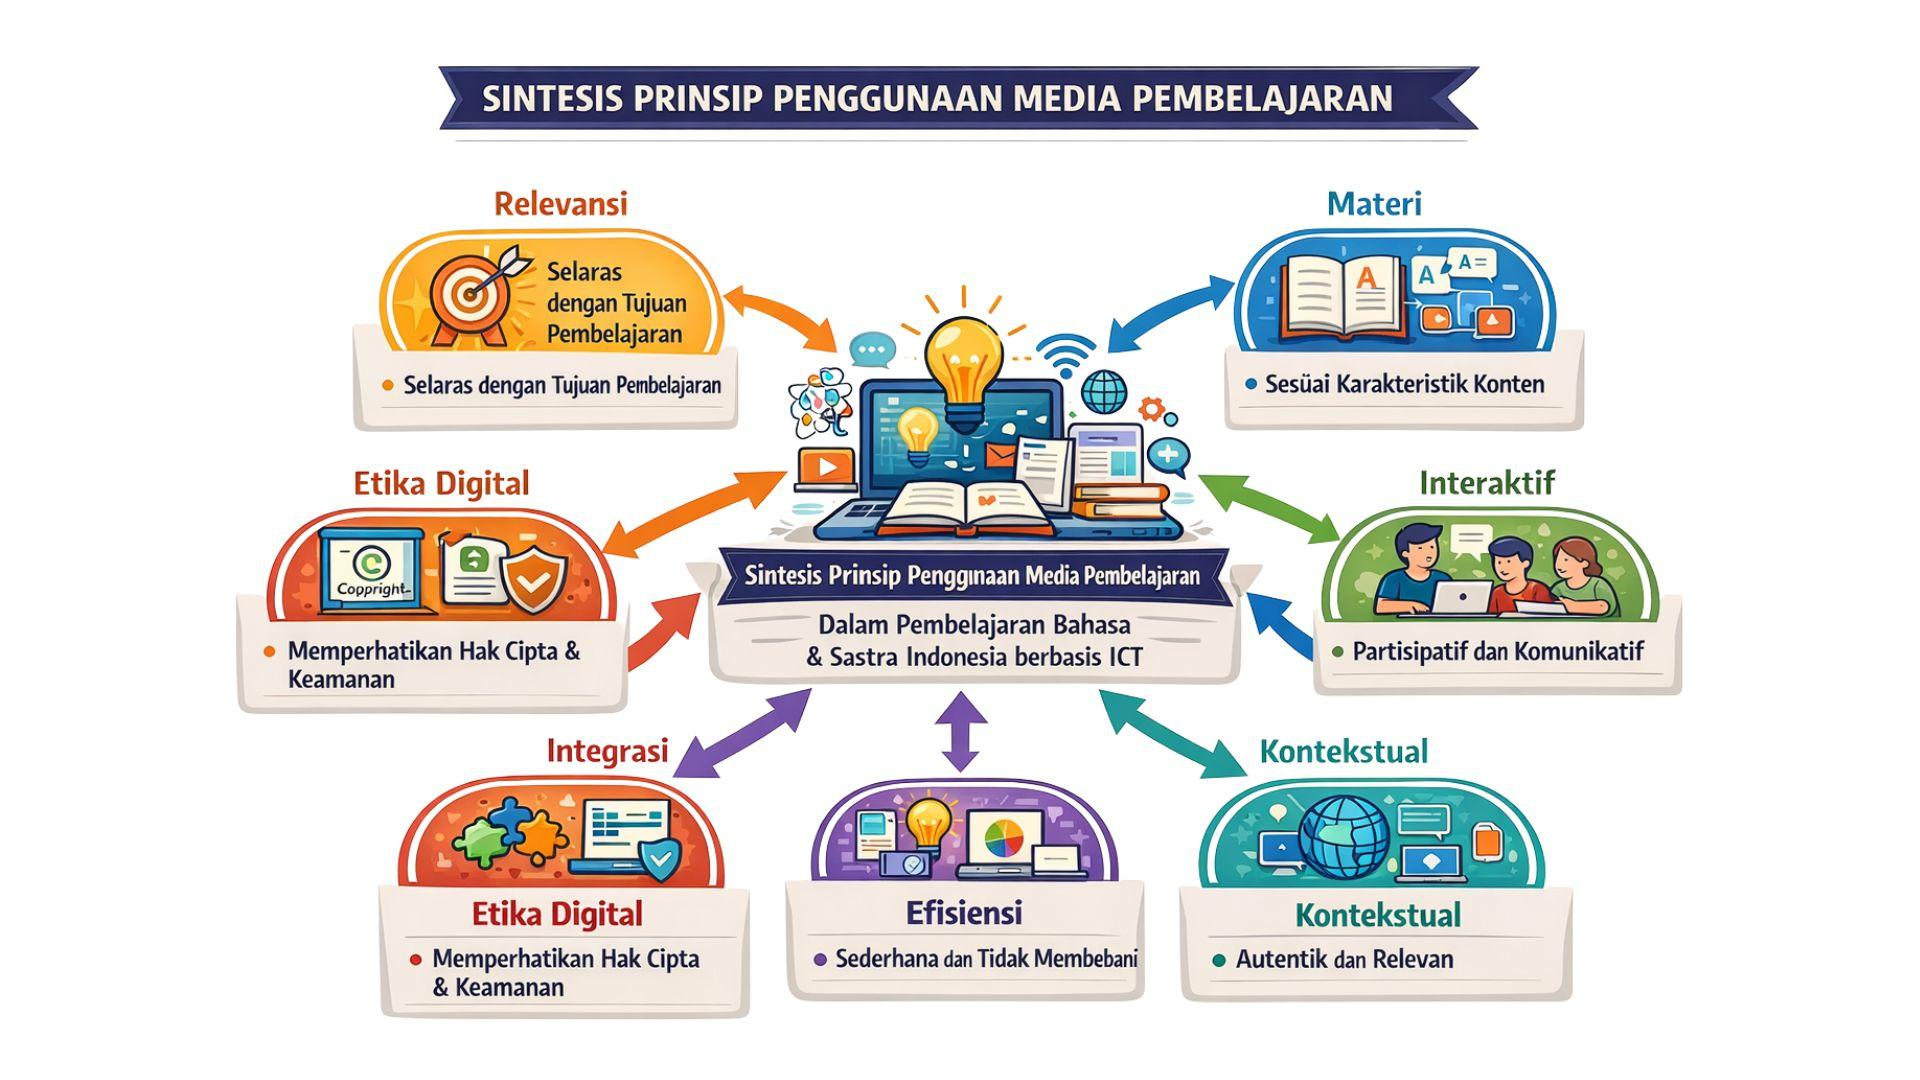 SINTESIS PRINSIP PENGGUNAAN MEDIA PEMBELAJARAN
Relevansi
Selaras
dengan Tujuan
Pembelajaran
• Selaras dengan Tujuan Pembelajaran
Materi
A
A
A=
• Sesüai Karakteristik Konten
Etika Digital
C
Coppright
• Memperhatikan Hak Cipta &
Keamanan
Interaktif
• Partisipatif dan Komunikatif
Sintesis Prinsip Penggınaan Media Pembelajaran
Dalam Pembelajaran Bahasa
& Sastra Indonesia berbasis ICT
Integrasi
Etika Digital
• Memperhatikan Hak Cipta
& Keamanan
Efisiensi
• Sederhana dan Tidak Membebani
Kontekstual
Kontekstual
• Autentik dan Relevan